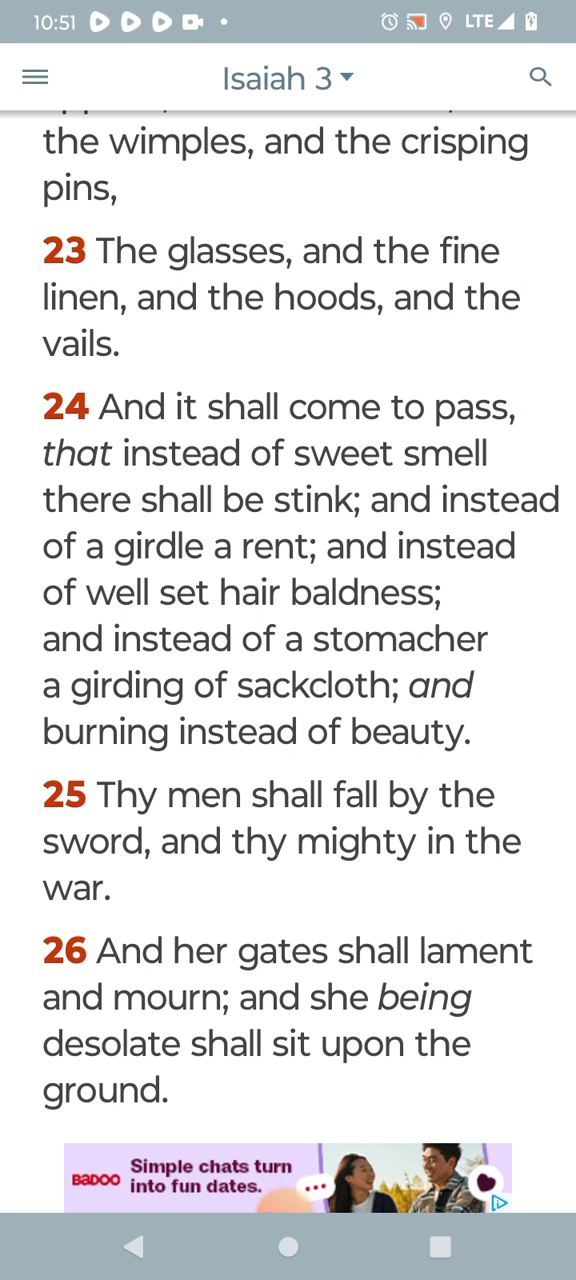 10:51
LTE
Isaiah 3
the wimples, and the crisping
pins,
23 The glasses, and the fine
linen, and the hoods, and the
vails.
24 And it shall come to pass,
that instead of sweet smell
there shall be stink; and instead
of a girdle a rent; and instead
of well set hair baldness;
and instead of a stomacher
a girding of sackcloth; and
burning instead of beauty.
25 Thy men shall fall by the
sword, and thy mighty in the
war.
26 And her gates shall lament
and mourn; and she being
desolate shall sit upon the
ground.
BADOO
Simple chats turn
into fun dates.